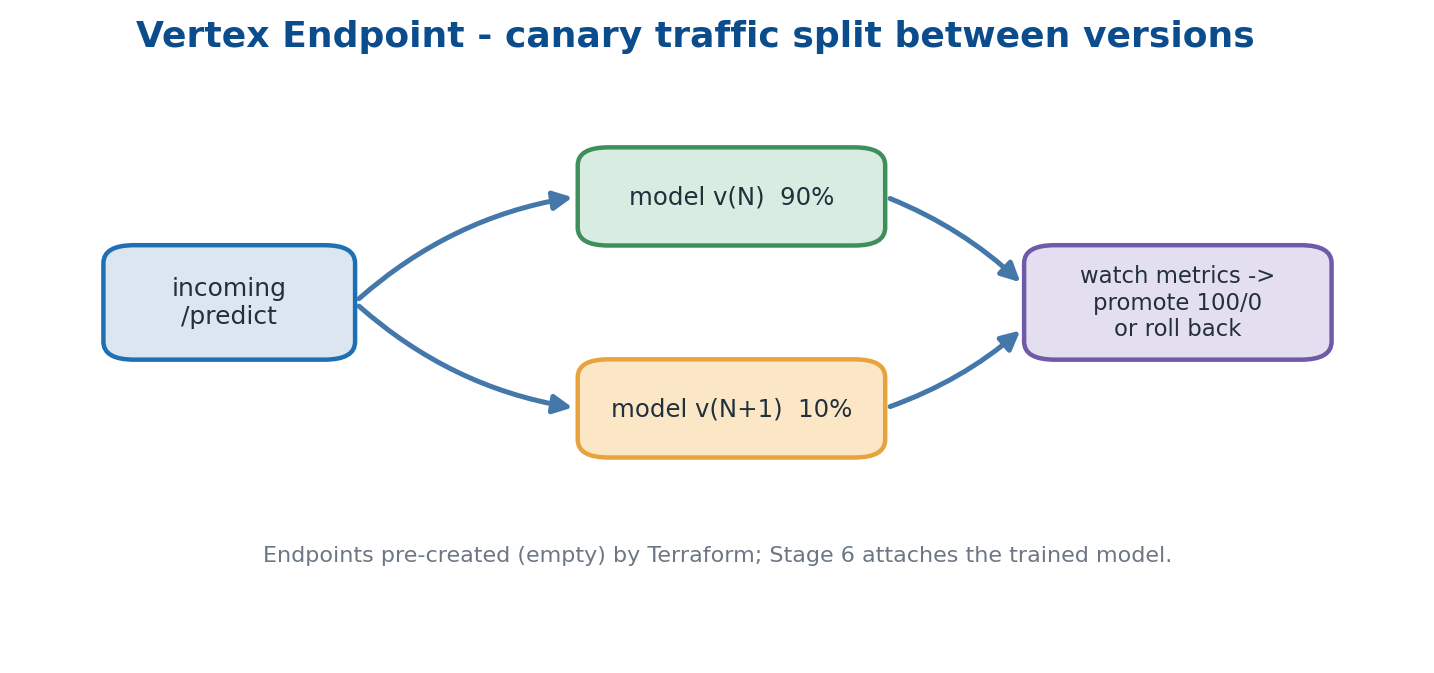 Vertex Endpoint - canary traffic split between versions
model v(N)  90%
incoming
/predict
watch metrics ->
promote 100/0
or roll back
model v(N+1)  10%
Endpoints pre-created (empty) by Terraform; Stage 6 attaches the trained model.